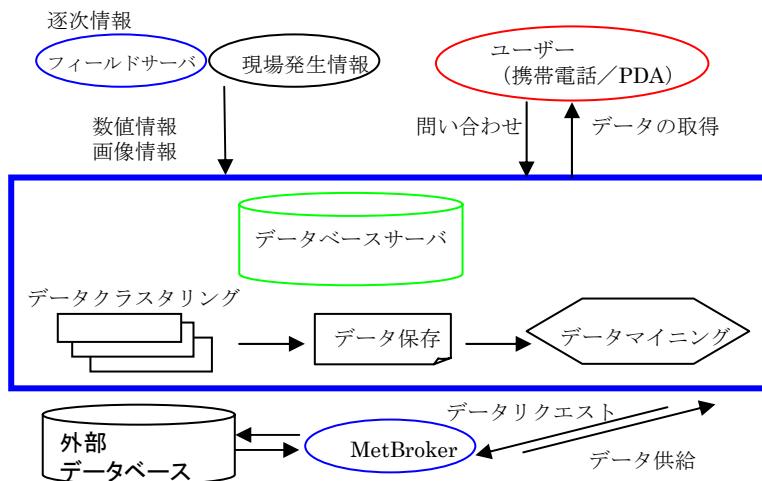 逐次情報
フィールドサーバ
現場発生情報
ユーザー
（携帯電話／PDA）
数値情報
画像情報
問い合わせ
データの取得
データベースサーバ
データクラスタリング
データ保存
データマイニング
データリクエスト
外部
データベース
MetBroker
データ供給